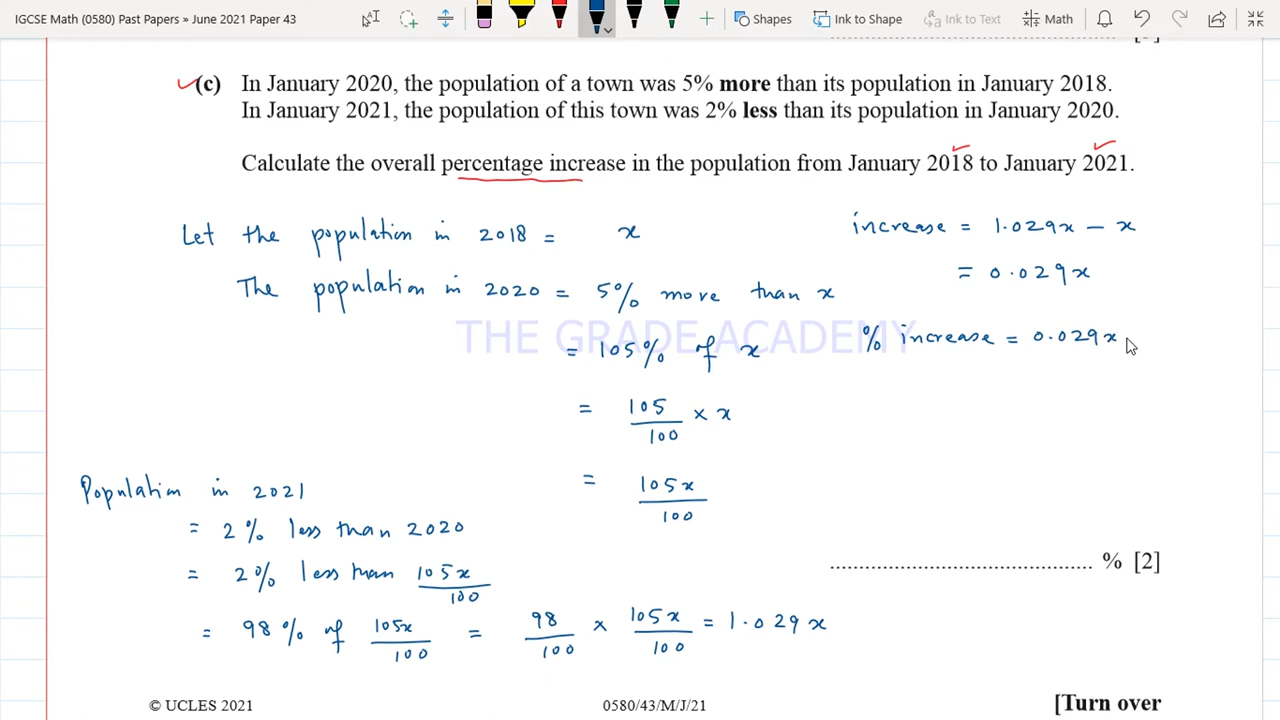 IGCSE Math (0580) Past Papers » June 2021 Paper 43
Shapes
Ink to Shape
Ink to Text
Math
(c) In January 2020, the population of a town was 5% more than its population in January 2018.
In January 2021, the population of this town was 2% less than its population in January 2020.
Calculate the overall percentage increase in the population from January 2018 to January 2021.
Let the population in 2018 = x
The population in 2020 = 5% more than x
= 105% of x
= 105/100 × x
= 105x/100
increase = 1.029x – x
= 0.029x
% increase = 0.029x
THE GRADE ACADEMY
Population in 2021
= 2% less than 2020
= 2% less than 105x/100
= 98% of 105x/100 = 98/100 × 105x/100 = 1.029x
............................................ % [2]
© UCLES 2021
0580/43/M/J/21
[Turn over